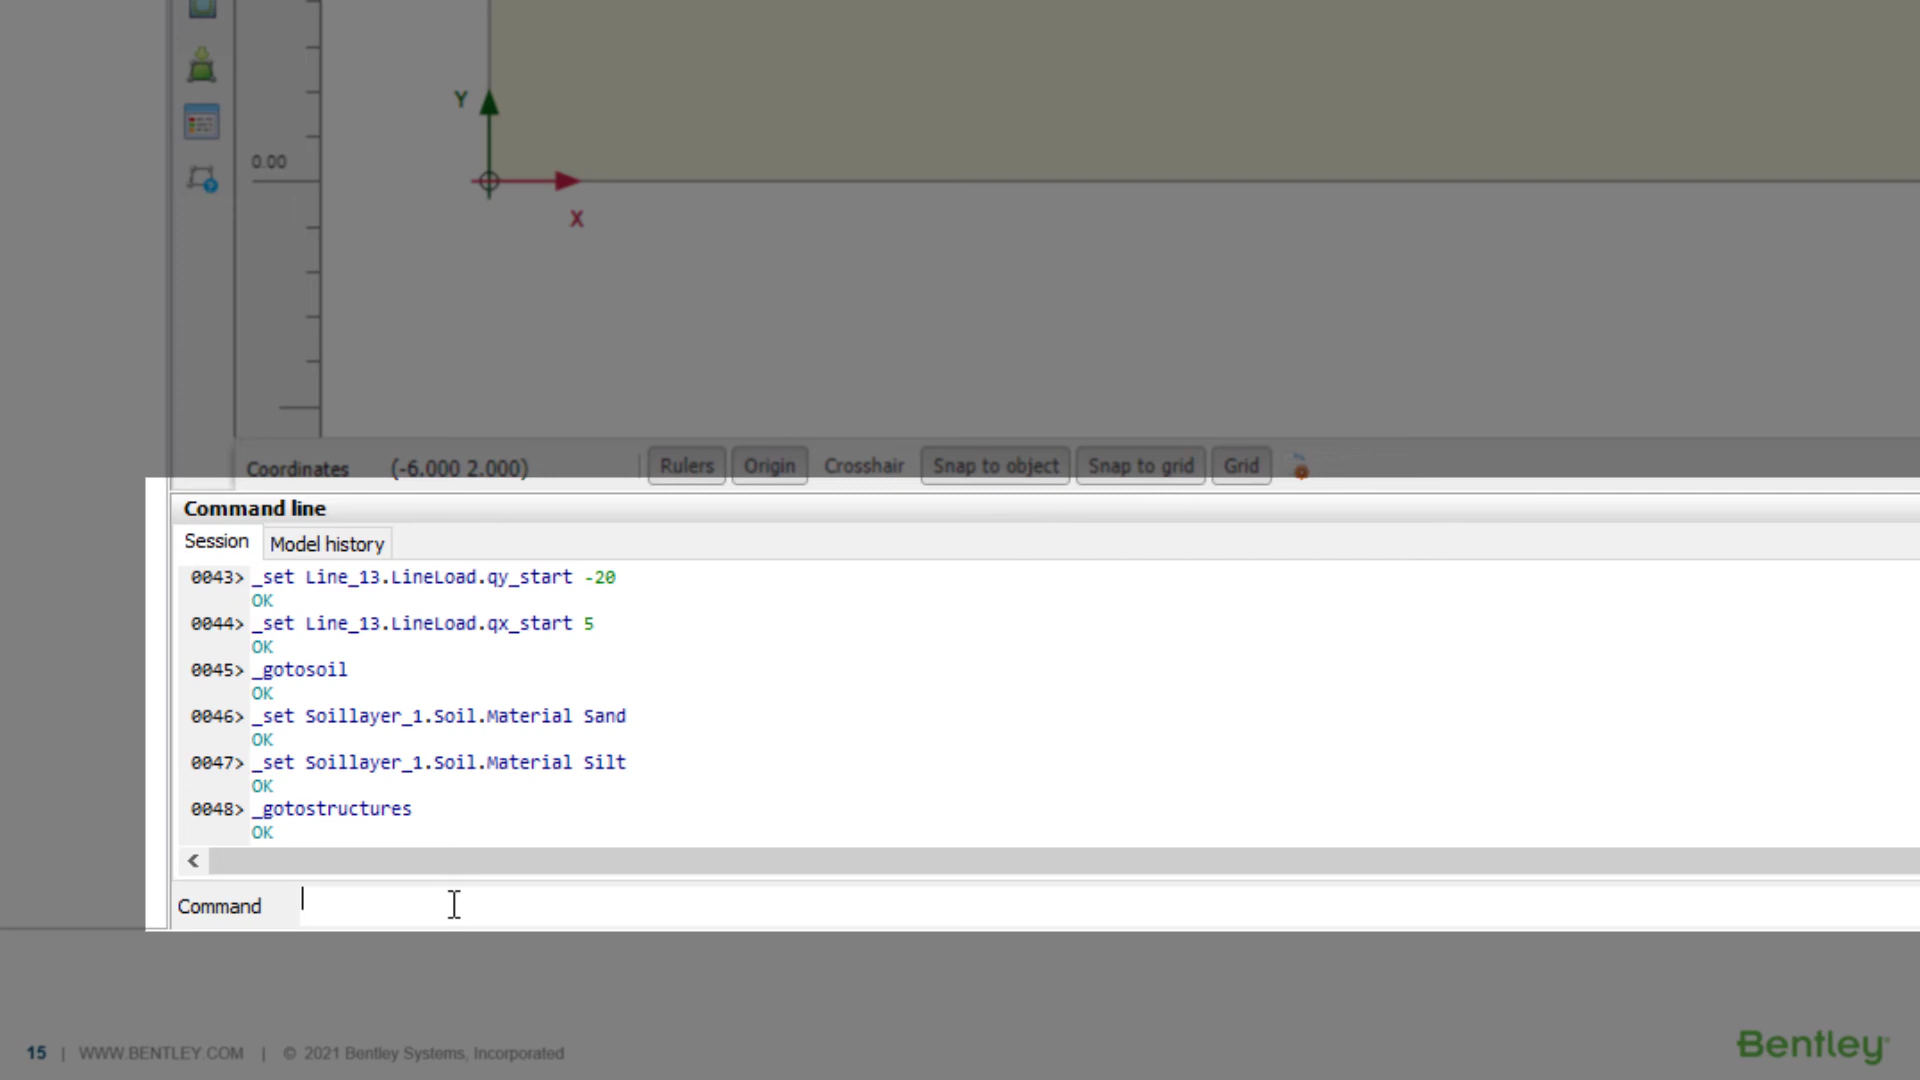 Y
0.00
X
Coordinates (-6.000 2.000) Rulers Origin Crosshair Snap to object Snap to grid Grid
Command line
Session Model history
0043> _set Line_13.LineLoad.qy_start -20
OK
0044> _set Line_13.LineLoad.qx_start 5
OK
0045> _gotosoil
OK
0046> _set Soillayer_1.Soil.Material Sand
OK
0047> _set Soillayer_1.Soil.Material Silt
OK
0048> _gotostructures
OK
Command
15 | WWW.BENTLEY.COM | © 2021 Bentley Systems, Incorporated
Bentley